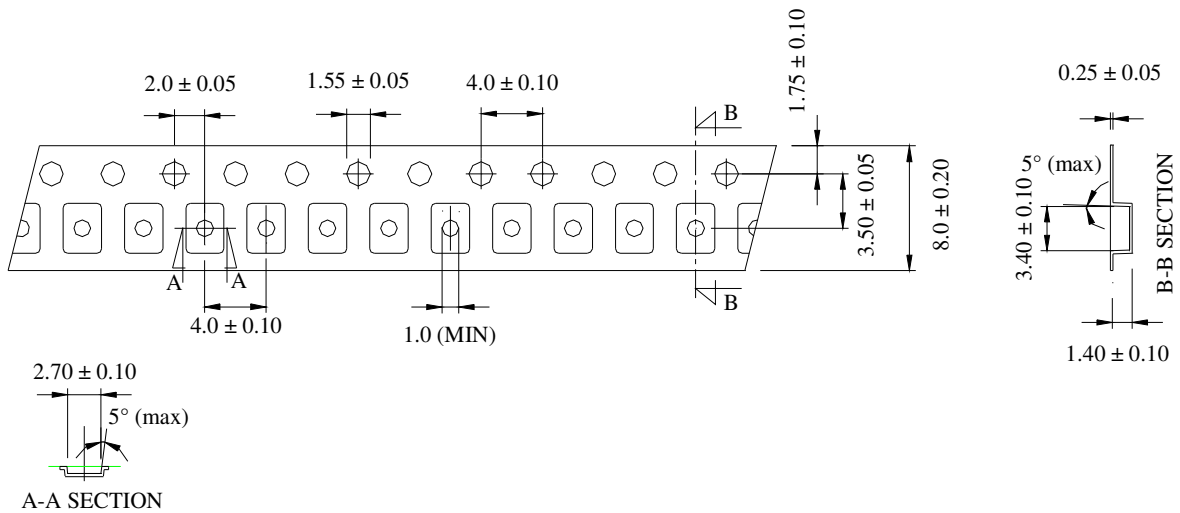 2.0 ± 0.05
1.55 ± 0.05
4.0 ± 0.10
B
1.75 ± 0.10
0.25 ± 0.05
3.50 ± 0.05
8.0 ± 0.20
5° (max)
3.40 ± 0.10
B-B SECTION
A
A
4.0 ± 0.10
1.0 (MIN)
B
1.40 ± 0.10
2.70 ± 0.10
5° (max)
A-A SECTION